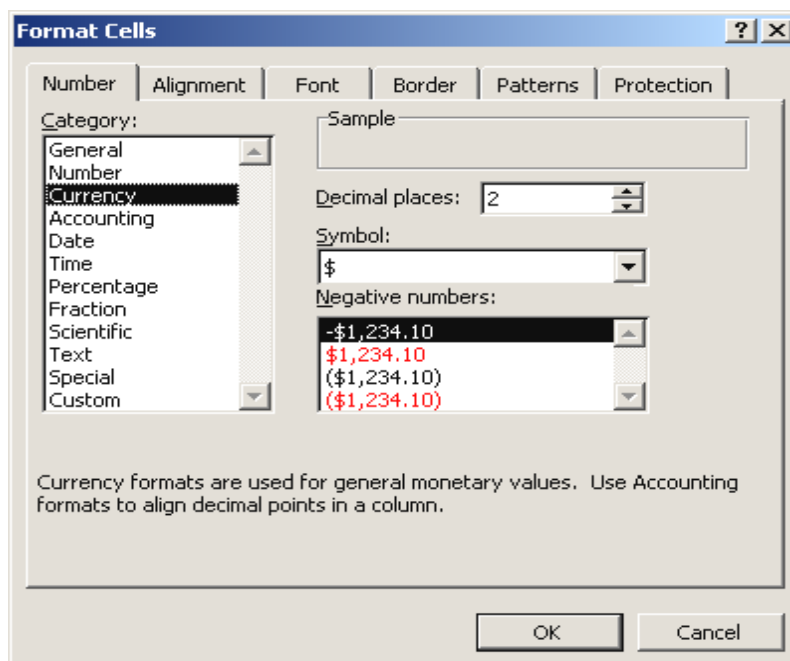 Format Cells
Number Alignment Font Border Patterns Protection
Category:
General
Number
Currency
Accounting
Date
Time
Percentage
Fraction
Scientific
Text
Special
Custom
Sample
Decimal places: 2
Symbol:
$
Negative numbers:
-$1,234.10
$1,234.10
($1,234.10)
($1,234.10)
Currency formats are used for general monetary values. Use Accounting
formats to align decimal points in a column.
OK Cancel